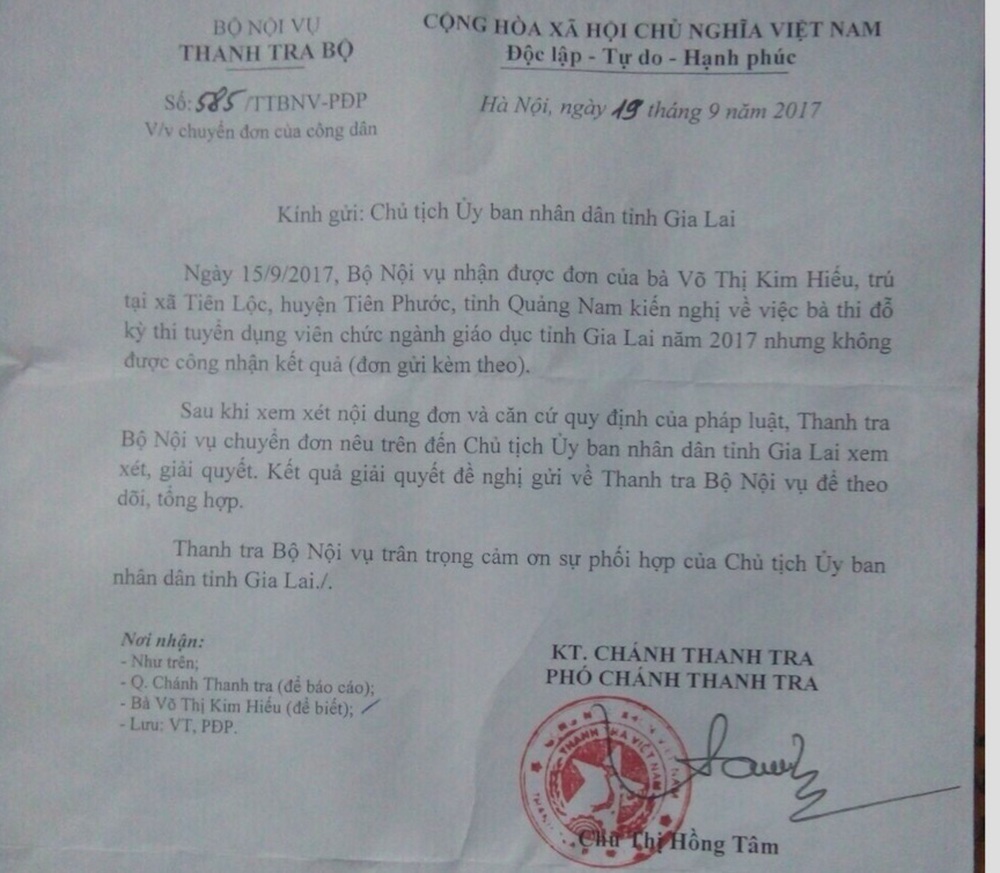 BỘ NỘI VỤ
THANH TRA BỘ
CỘNG HÒA XÃ HỘI CHỦ NGHĨA VIỆT NAM
Độc lập - Tự do - Hạnh phúc
Số: 585/TTBNV-PĐP
V/v chuyển đơn của công dân
Hà Nội, ngày 19 tháng 9 năm 2017
Kính gửi: Chủ tịch Ủy ban nhân dân tỉnh Gia Lai
Ngày 15/9/2017, Bộ Nội vụ nhận được đơn của bà Võ Thị Kim Hiếu, trú
tại xã Tiên Lộc, huyện Tiên Phước, tỉnh Quảng Nam kiến nghị về việc bà thi đỗ
kỳ thi tuyển dụng viên chức ngành giáo dục tỉnh Gia Lai năm 2017 nhưng không
được công nhận kết quả (đơn gửi kèm theo).
Sau khi xem xét nội dung đơn và căn cứ quy định của pháp luật, Thanh tra
Bộ Nội vụ chuyển đơn nêu trên đến Chủ tịch Ủy ban nhân dân tỉnh Gia Lai xem
xét, giải quyết. Kết quả giải quyết đề nghị gửi về Thanh tra Bộ Nội vụ để theo
dõi, tổng hợp.
Thanh tra Bộ Nội vụ trân trọng cảm ơn sự phối hợp của Chủ tịch Ủy ban
nhân dân tỉnh Gia Lai./.
Nơi nhận:
- Như trên;
- Q. Chánh Thanh tra (để báo cáo);
- Bà Võ Thị Kim Hiếu (để biết);
- Lưu: VT, PĐP.
KT. CHÁNH THANH TRA
PHÓ CHÁNH THANH TRA
THANH TRA VIỆT NAM
Chu Thị Hồng Tâm